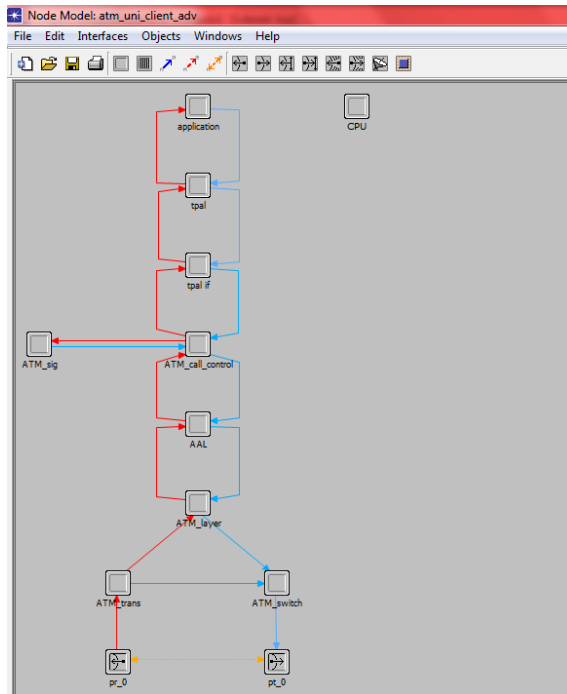 Node Model: atm_uni_client_adv
File Edit Interfaces Objects Windows Help
application
CPU
tpal
tpal if
ATM_sig
ATM_call_control
AAL
ATM_layer
ATM_trans
ATM_switch
pr_0
pt_0